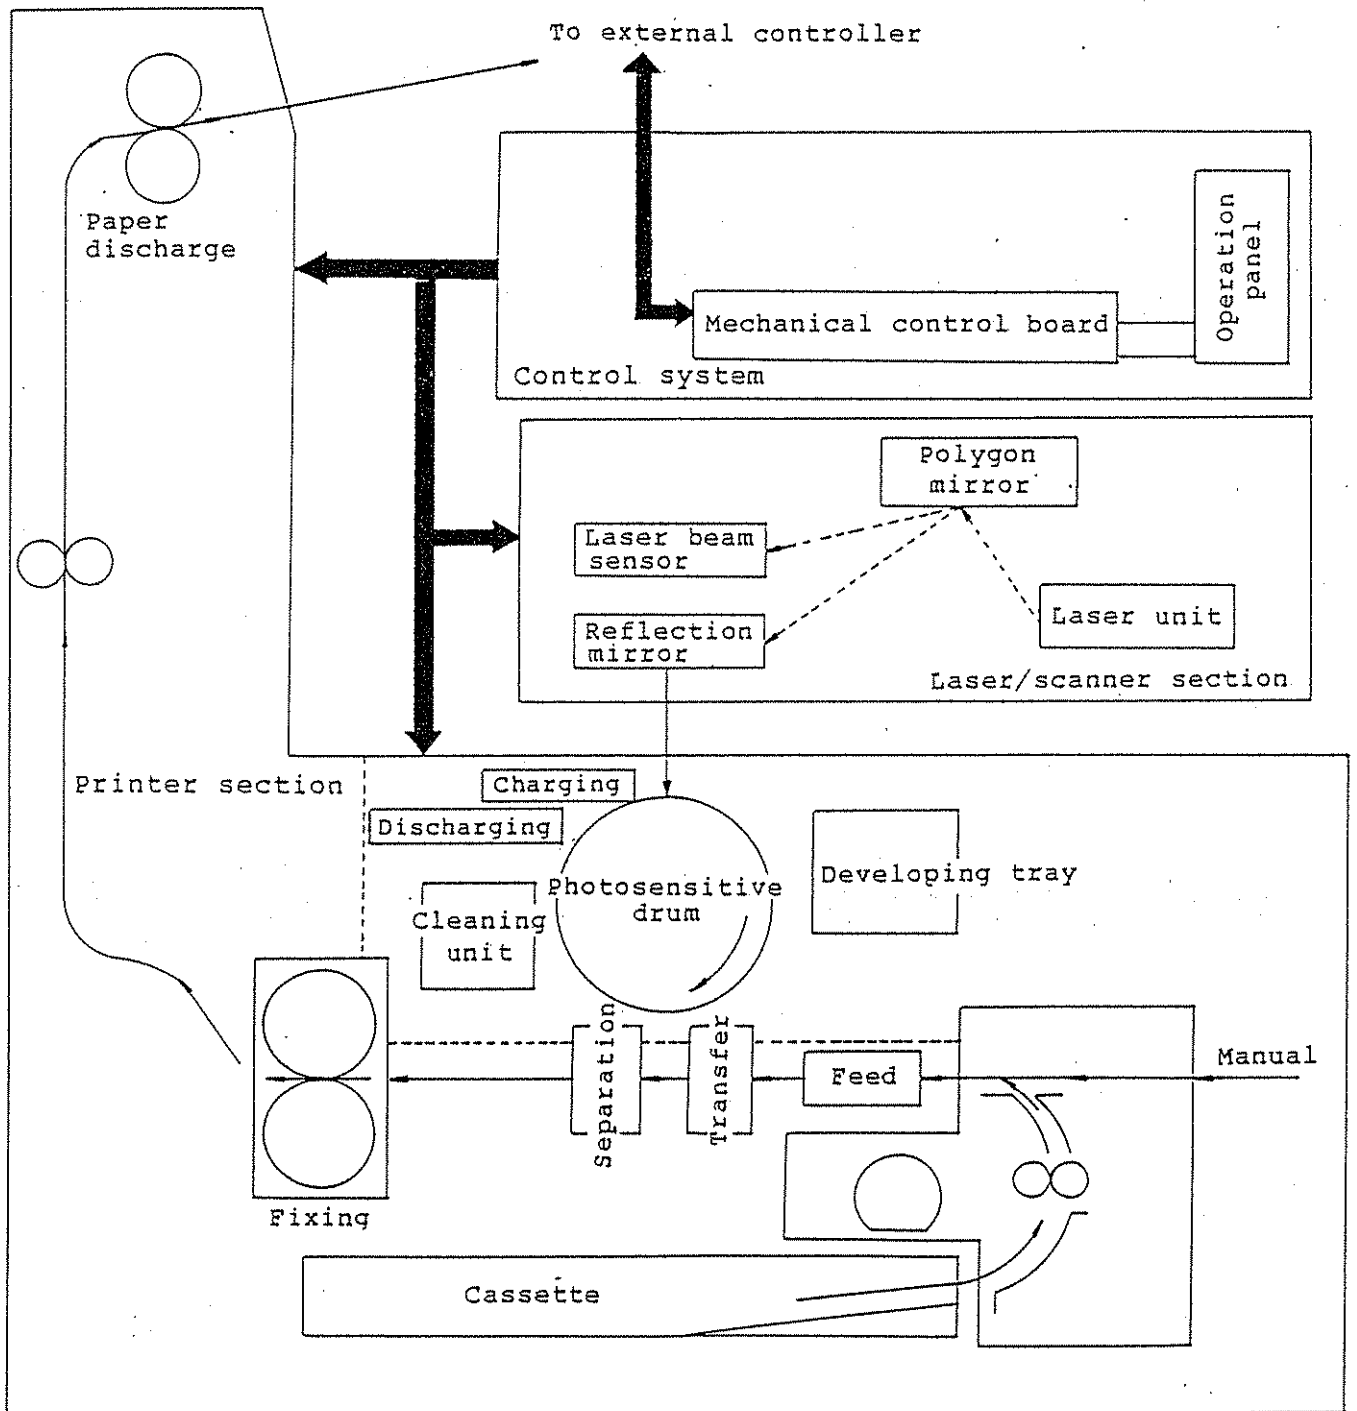 To external controller
Paper
discharge
Operation
panel
Mechanical control board
Control system
Polygon
mirror
Laser beam
sensor
Laser unit
Reflection
mirror
Laser/scanner section
Printer section
Charging
Discharging
Photosensitive
drum
Developing tray
Cleaning
unit
Separation
Transfer
Feed
Manual
Fixing
Cassette